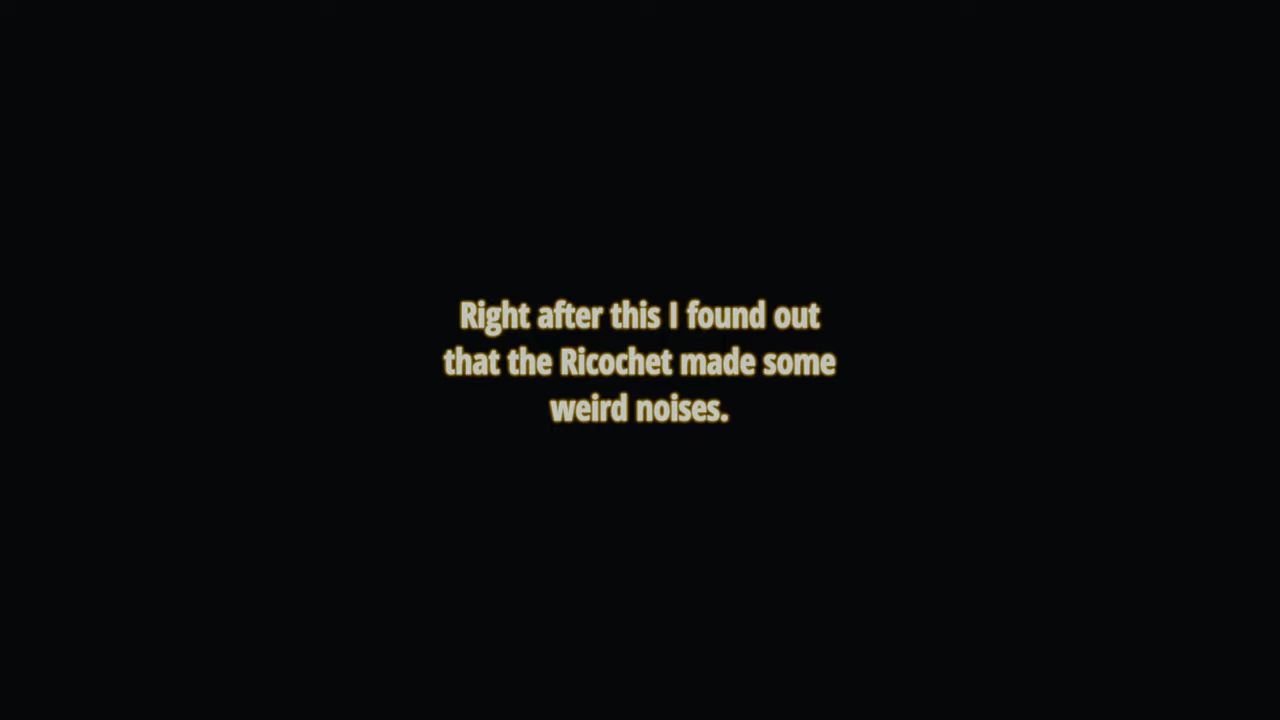 Right after this I found out
that the Ricochet made some
weird noises.